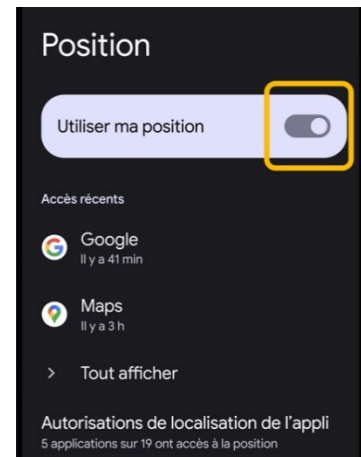 Position
Utiliser ma position
Accès récents
Google
Il y a 41 min
Maps
Il y a 3 h
Tout afficher
Autorisations de localisation de l'appli
5 applications sur 19 ont accès à la position